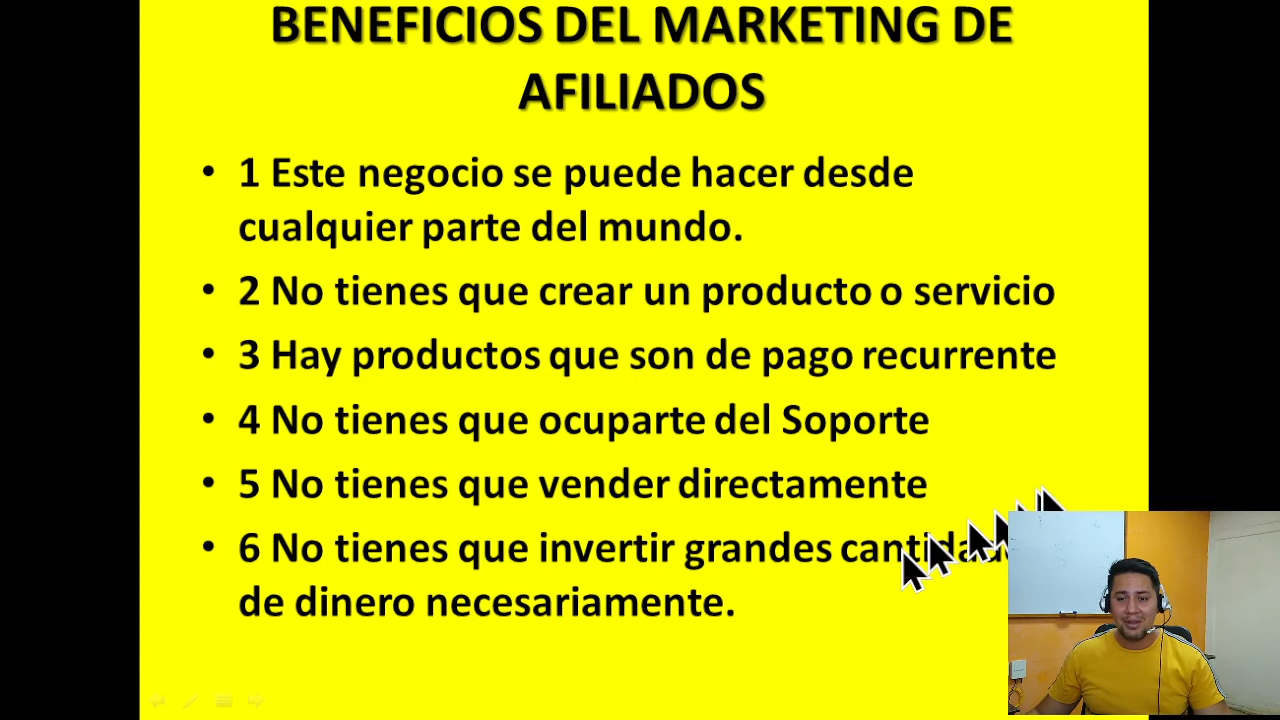 BENEFICIOS DEL MARKETING DE
AFILIADOS
• 1 Este negocio se puede hacer desde
cualquier parte del mundo.
• 2 No tienes que crear un producto o servicio
• 3 Hay productos que son de pago recurrente
• 4 No tienes que ocuparte del Soporte
• 5 No tienes que vender directamente
• 6 No tienes que invertir grandes
de dinero necesariamente.